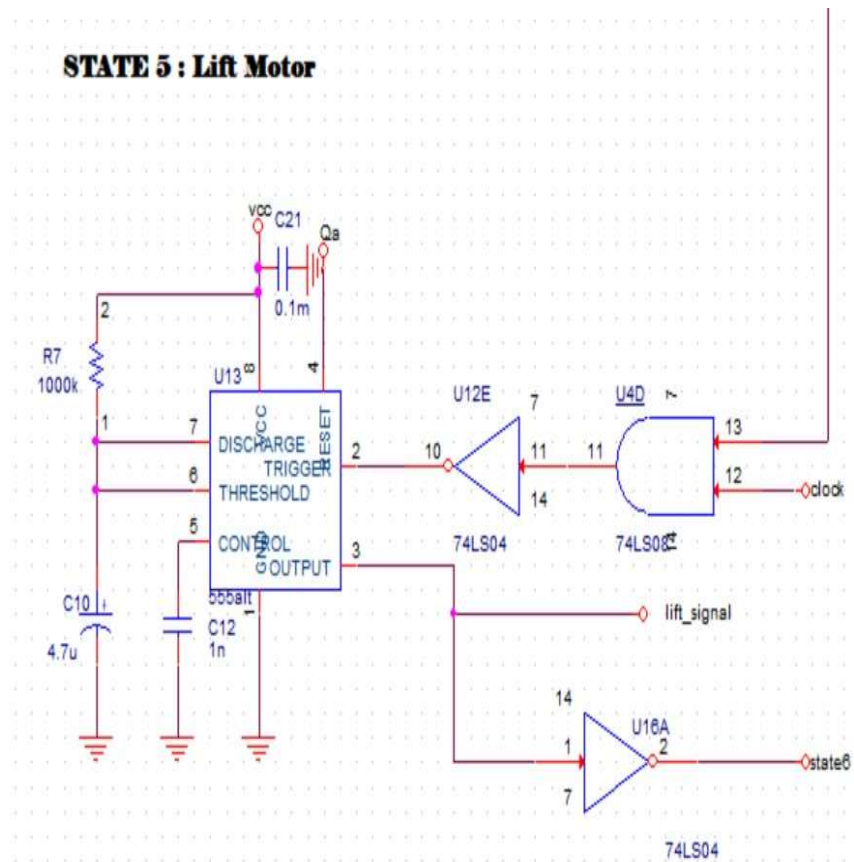 STATE 5 : Lift Motor
vcc
C21
Qa
0.1m
2
R7
1000k
U13
8
4
1
7
DISCHARGE
VCC
RESET
TRIGGER
2
6
THRESHOLD
5
CONTROL
GND
OUTPUT
3
555alt
1
C10
+
4.7u
C12
1n
U12E
7
10
11
14
74LS04
U4D
7
11
13
12
clock
74LS08
14
lift_signal
14
U16A
1
2
7
state6
74LS04